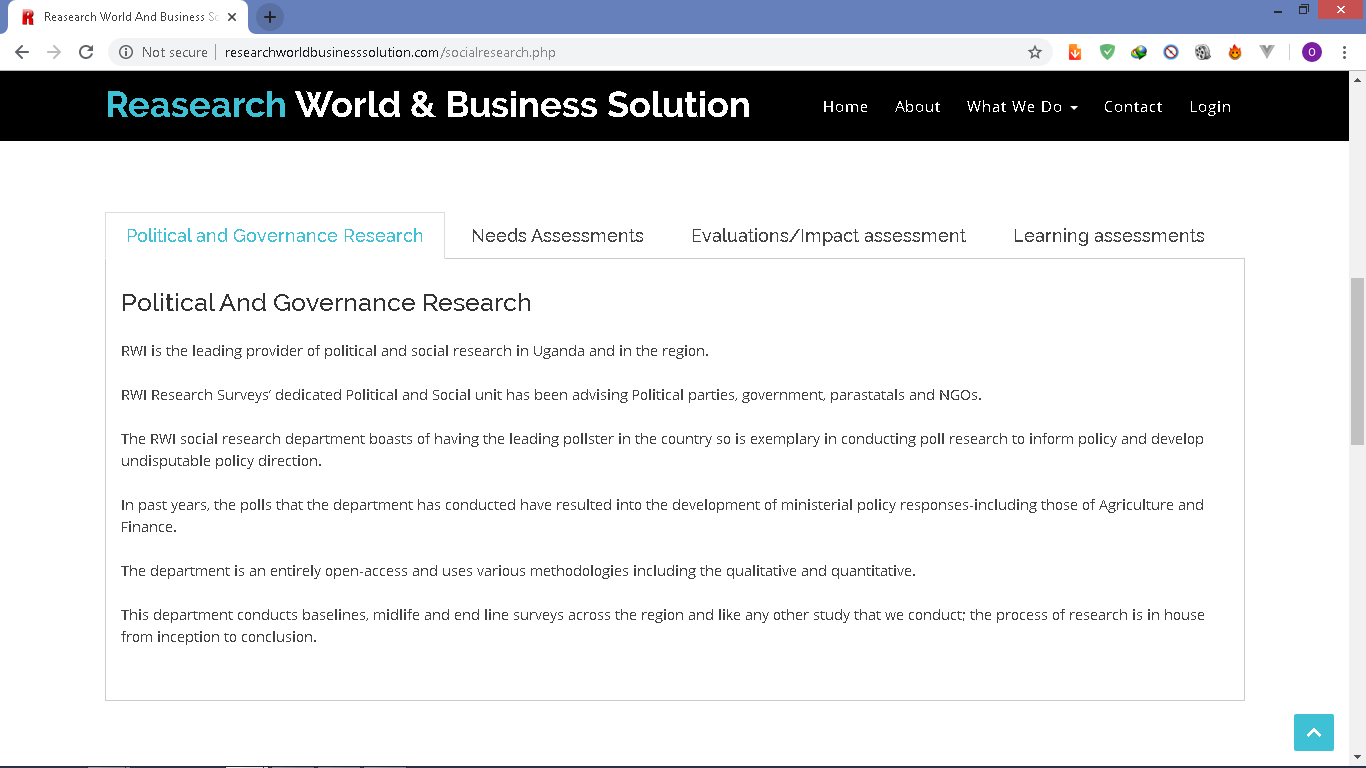 Reasearch World And Business So
Not secure researchworldbusinesssolution.com/socialresearch.php
O
Reasearch World & Business Solution
Home About What We Do Contact Login
Political and Governance Research Needs Assessments Evaluations/Impact assessment Learning assessments
Political And Governance Research
RWI is the leading provider of political and social research in Uganda and in the region.
RWI Research Surveys’ dedicated Political and Social unit has been advising Political parties, government, parastatals and NGOs.
The RWI social research department boasts of having the leading pollster in the country so is exemplary in conducting poll research to inform policy and develop
undisputable policy direction.
In past years, the polls that the department has conducted have resulted into the development of ministerial policy responses-including those of Agriculture and
Finance.
The department is an entirely open-access and uses various methodologies including the qualitative and quantitative.
This department conducts baselines, midlife and end line surveys across the region and like any other study that we conduct; the process of research is in house
from inception to conclusion.